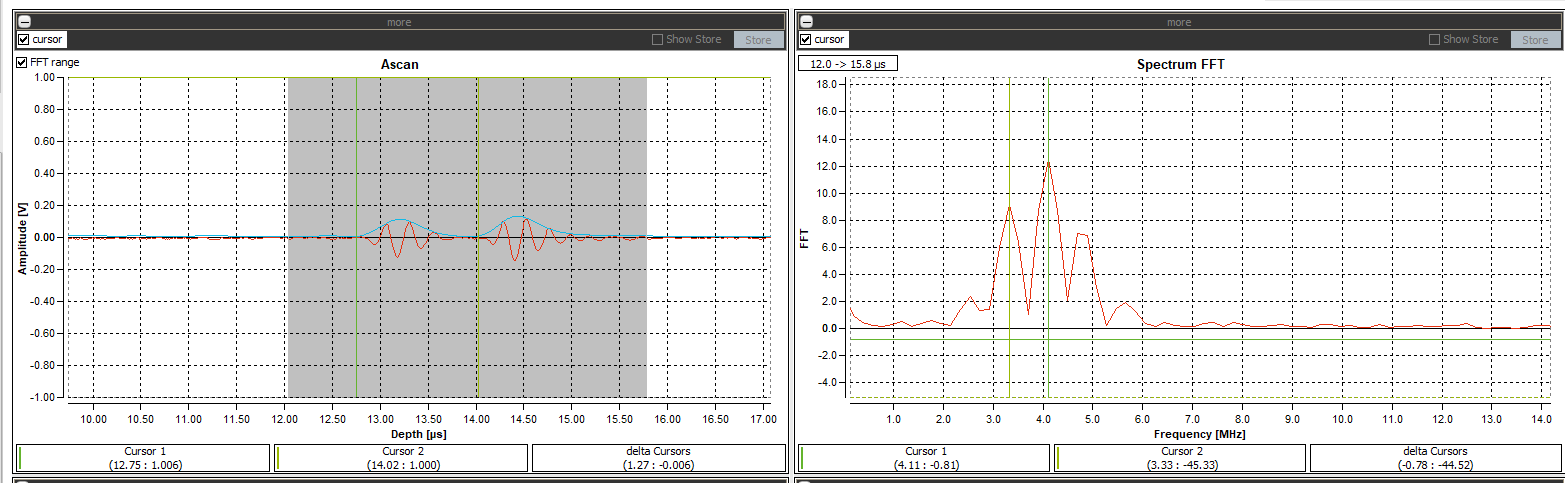 more
cursor
Show Store
Store
FFT range
Ascan
1.00
0.80
0.60
0.40
0.20
0.00
-0.20
-0.40
-0.60
-0.80
-1.00
Amplitude [V]
10.00 10.50 11.00 11.50 12.00 12.50 13.00 13.50 14.00 14.50 15.00 15.50 16.00 16.50 17.00
Depth [µs]
Cursor 1
(12.75 : 1.006)
Cursor 2
(14.02 : 1.000)
delta Cursors
(1.27 : -0.006)
more
cursor
Show Store
Store
12.0 -> 15.8 µs
Spectrum FFT
18.0
16.0
14.0
12.0
10.0
8.0
6.0
4.0
2.0
0.0
-2.0
-4.0
FFT
1.0 2.0 3.0 4.0 5.0 6.0 7.0 8.0 9.0 10.0 11.0 12.0 13.0 14.0
Frequency [MHz]
Cursor 1
(4.11 : -0.81)
Cursor 2
(3.33 : -45.33)
delta Cursors
(-0.78 : -44.52)